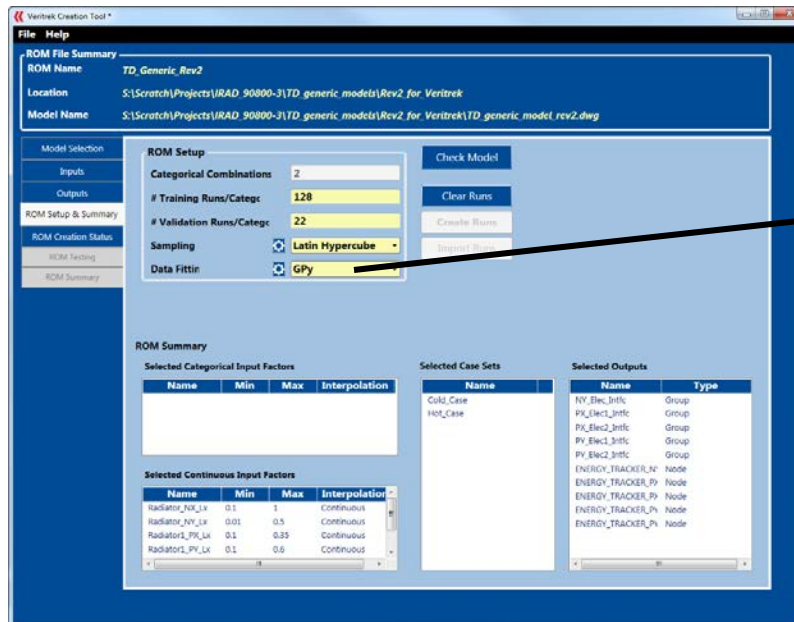 Veritrek Creation Tool *
File Help
ROM File Summary
ROM Name TD_Generic_Rev2
Location S:\Scratch\Projects\IRAD_90800-3\TD_generic_models\Rev2_for_Veritrek
Model Name S:\Scratch\Projects\IRAD_90800-3\TD_generic_models\Rev2_for_Veritrek\TD_generic_model_rev2.dwg
Model Selection
Inputs
Outputs
ROM Setup & Summary
ROM Creation Status
ROM Testing
ROM Summary
ROM Setup
Categorical Combinations 2
# Training Runs/Categc 128
# Validation Runs/Categc 22
Sampling Latin Hypercube
Data Fittin GPy
Check Model
Clear Runs
Create Runs
Import Runs
ROM Summary
Selected Categorical Input Factors
Name Min Max Interpolation
Selected Continuous Input Factors
Name Min Max Interpolation
Radiator_NX_Lx 0.1 1 Continuous
Radiator_NY_Lx 0.01 0.5 Continuous
Radiator1_PX_Lx 0.1 0.35 Continuous
Radiator1_PY_Lx 0.1 0.6 Continuous
Selected Case Sets
Name
Cold_Case
Hot_Case
Selected Outputs
Name Type
NY_Elec_Intfc Group
PX_Elec1_Intfc Group
PX_Elec2_Intfc Group
PY_Elec1_Intfc Group
PY_Elec2_Intfc Group
ENERGY_TRACKER_N Node
ENERGY_TRACKER_P Node
ENERGY_TRACKER_P Node
ENERGY_TRACKER_P Node
ENERGY_TRACKER_P Node